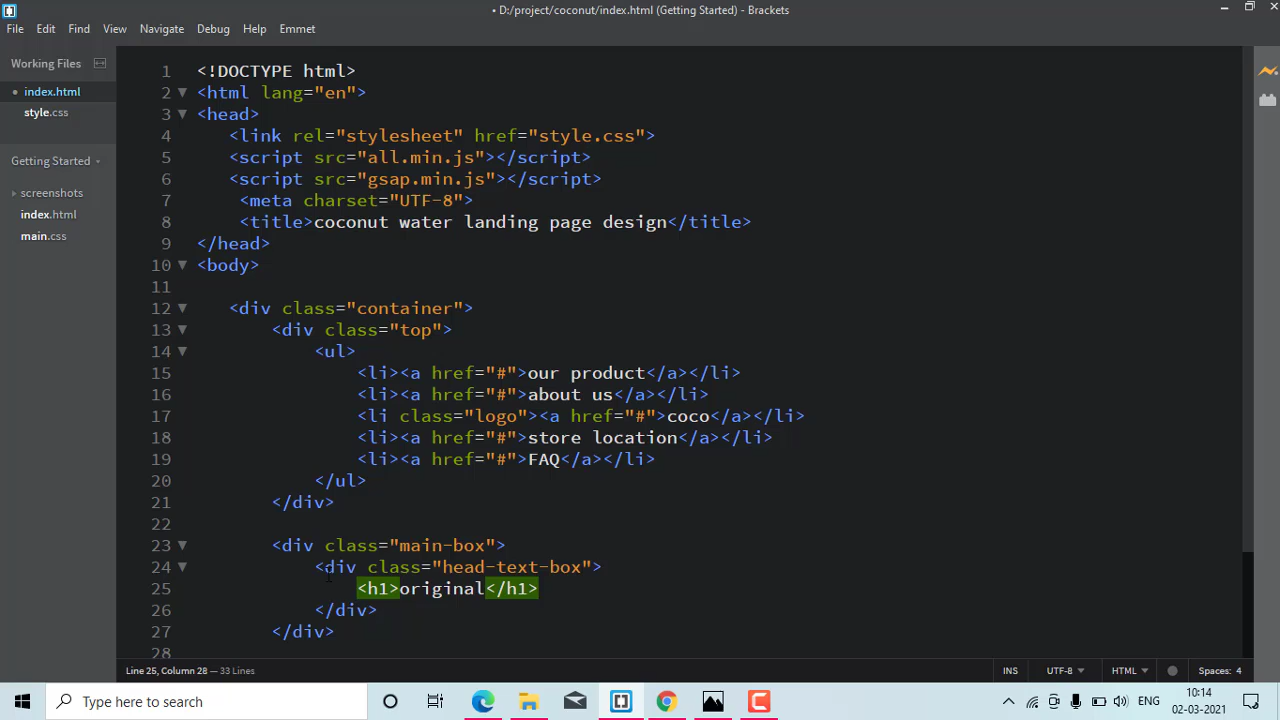 • D:/project/coconut/index.html (Getting Started) - Brackets
File Edit Find View Navigate Debug Help Emmet
Working Files
• index.html
style.css
Getting Started
screenshots
index.html
main.css
1 <!DOCTYPE html>
2 <html lang="en">
3 <head>
4 <link rel="stylesheet" href="style.css">
5 <script src="all.min.js"></script>
6 <script src="gsap.min.js"></script>
7 <meta charset="UTF-8">
8 <title>coconut water landing page design</title>
9 </head>
10 <body>
11
12 <div class="container">
13 <div class="top">
14 <ul>
15 <li><a href="#">our product</a></li>
16 <li><a href="#">about us</a></li>
17 <li class="logo"><a href="#">coco</a></li>
18 <li><a href="#">store location</a></li>
19 <li><a href="#">FAQ</a></li>
20 </ul>
21 </div>
22
23 <div class="main-box">
24 <div class="head-text-box">
25 <h1>original</h1>
26 </div>
27 </div>
28
Line 25, Column 28 — 33 Lines
INS UTF-8 HTML Spaces: 4
Type here to search
ENG
10:14
02-03-2021